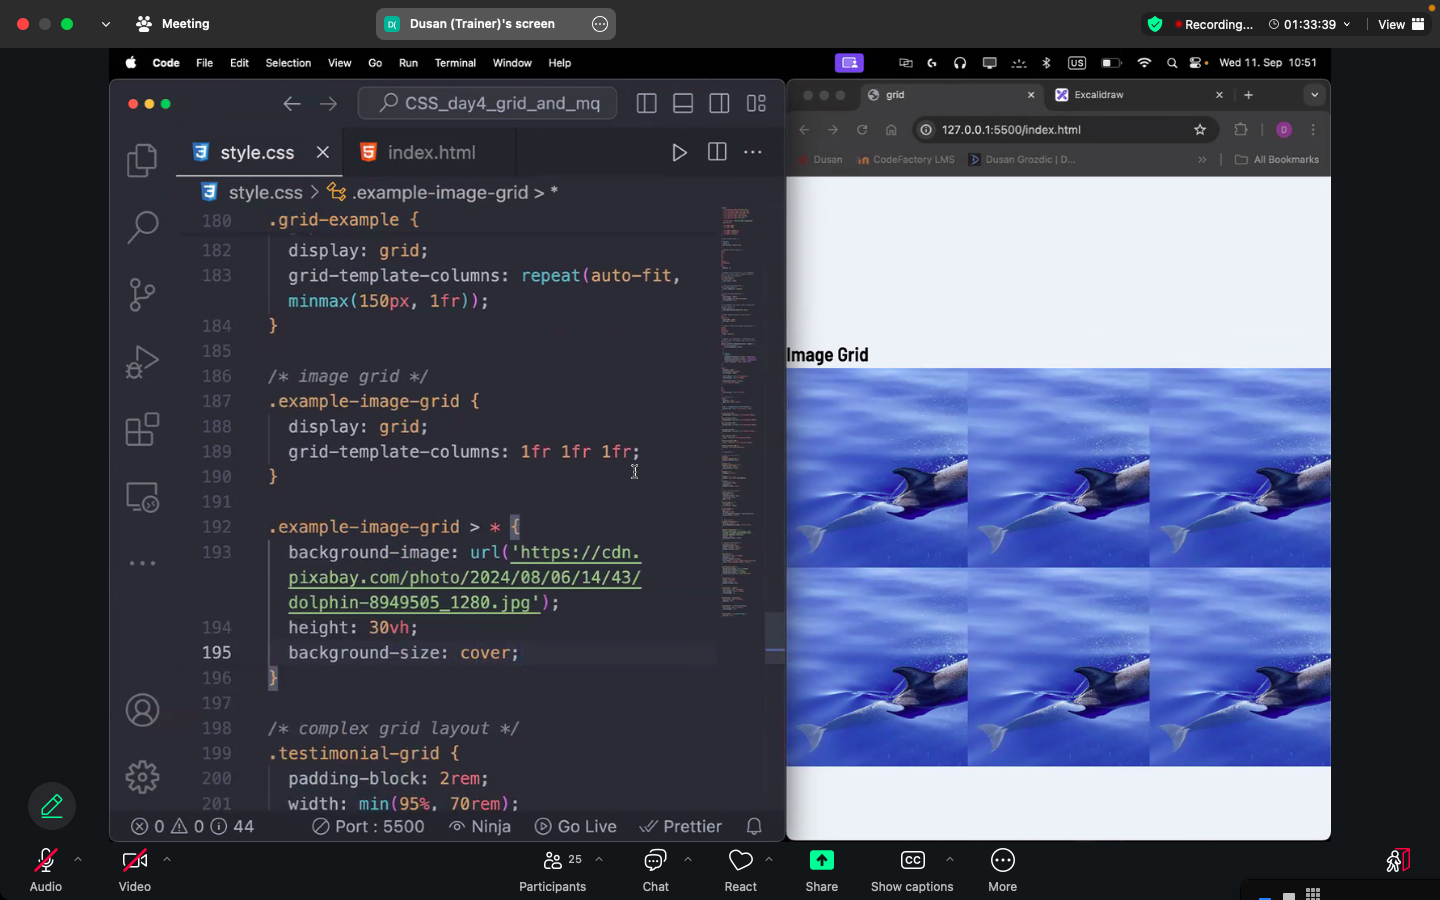 Meeting
D( Dusan (Trainer)'s screen
Recording...
01:33:39
View
Code File Edit Selection View Go Run Terminal Window Help
US
Wed 11. Sep 10:51
CSS_day4_grid_and_mq
style.css
index.html
style.css > .example-image-grid > *
180 .grid-example {
182 display: grid;
183 grid-template-columns: repeat(auto-fit,
minmax(150px, 1fr));
184 }
185
186 /* image grid */
187 .example-image-grid {
188 display: grid;
189 grid-template-columns: 1fr 1fr 1fr;
190 }
191
192 .example-image-grid > * {
193 background-image: url('https://cdn.
pixabay.com/photo/2024/08/06/14/43/
dolphin-8949505_1280.jpg');
194 height: 30vh;
195 background-size: cover;
196 }
197
198 /* complex grid layout */
199 .testimonial-grid {
200 padding-block: 2rem;
201 width: min(95%, 70rem);
0 0 44
Port : 5500
Ninja
Go Live
Prettier
grid
Excalidraw
127.0.0.1:5500/index.html
D
Dusan
CodeFactory LMS
Dusan Grozdic | D...
All Bookmarks
Image Grid
Audio
Video
25
Participants
Chat
React
Share
CC
Show captions
More